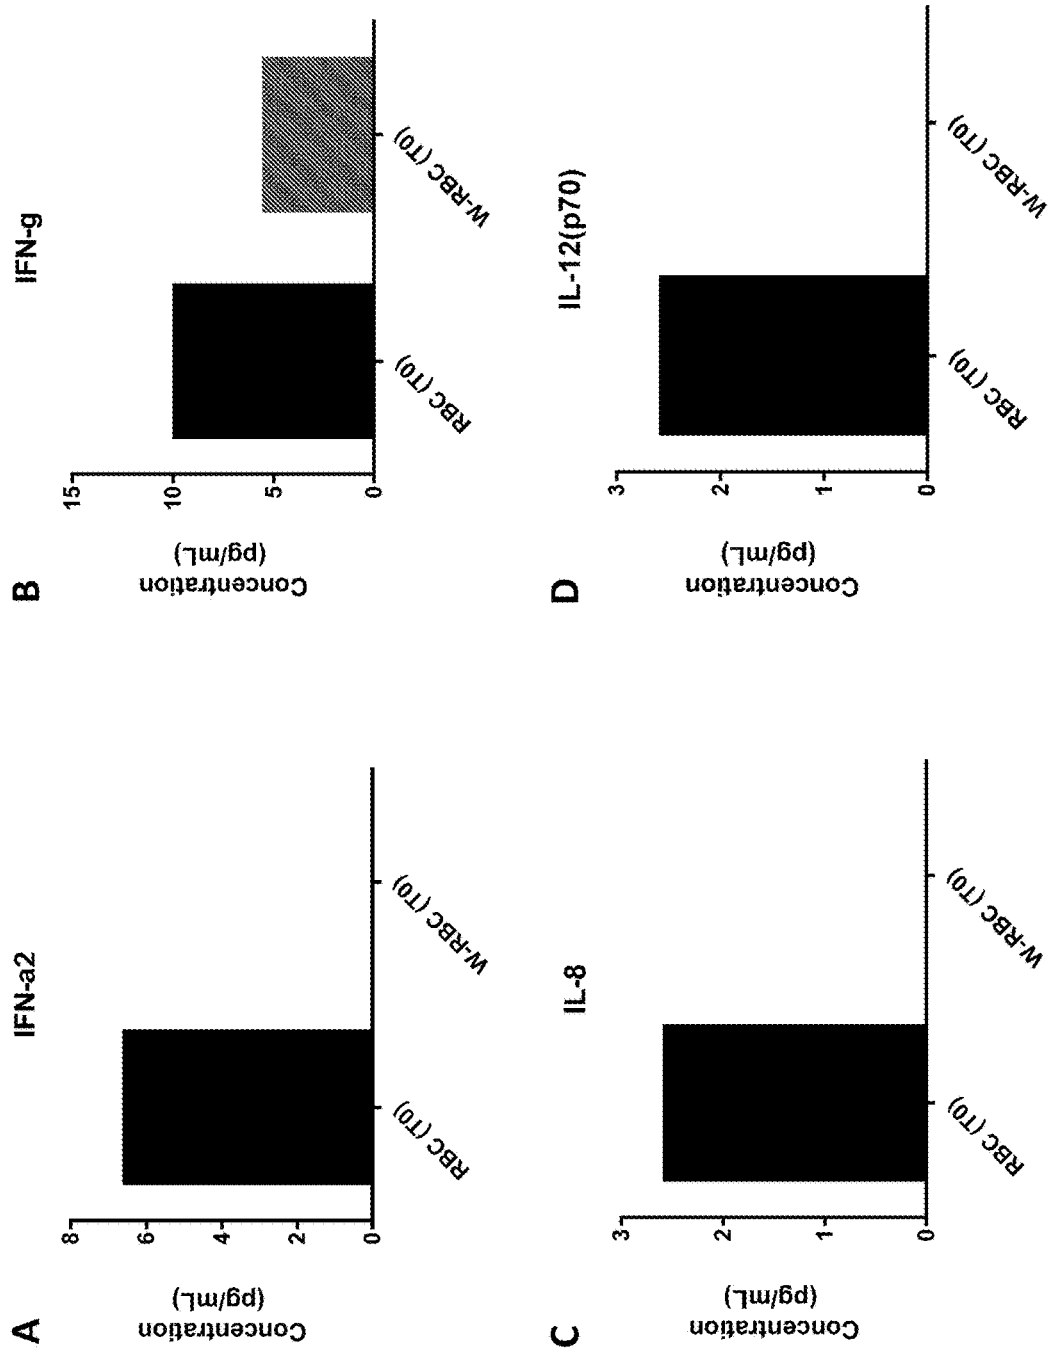 A
IFN-a2
Concentration
(pg/mL)
8
6
4
2
0
RBC (T0)
W-RBC (T0)
B
IFN-g
Concentration
(pg/mL)
15
10
5
0
RBC (T0)
W-RBC (T0)
C
IL-8
Concentration
(pg/mL)
3
2
1
0
RBC (T0)
W-RBC (T0)
D
IL-12(p70)
Concentration
(pg/mL)
3
2
1
0
RBC (T0)
W-RBC (T0)